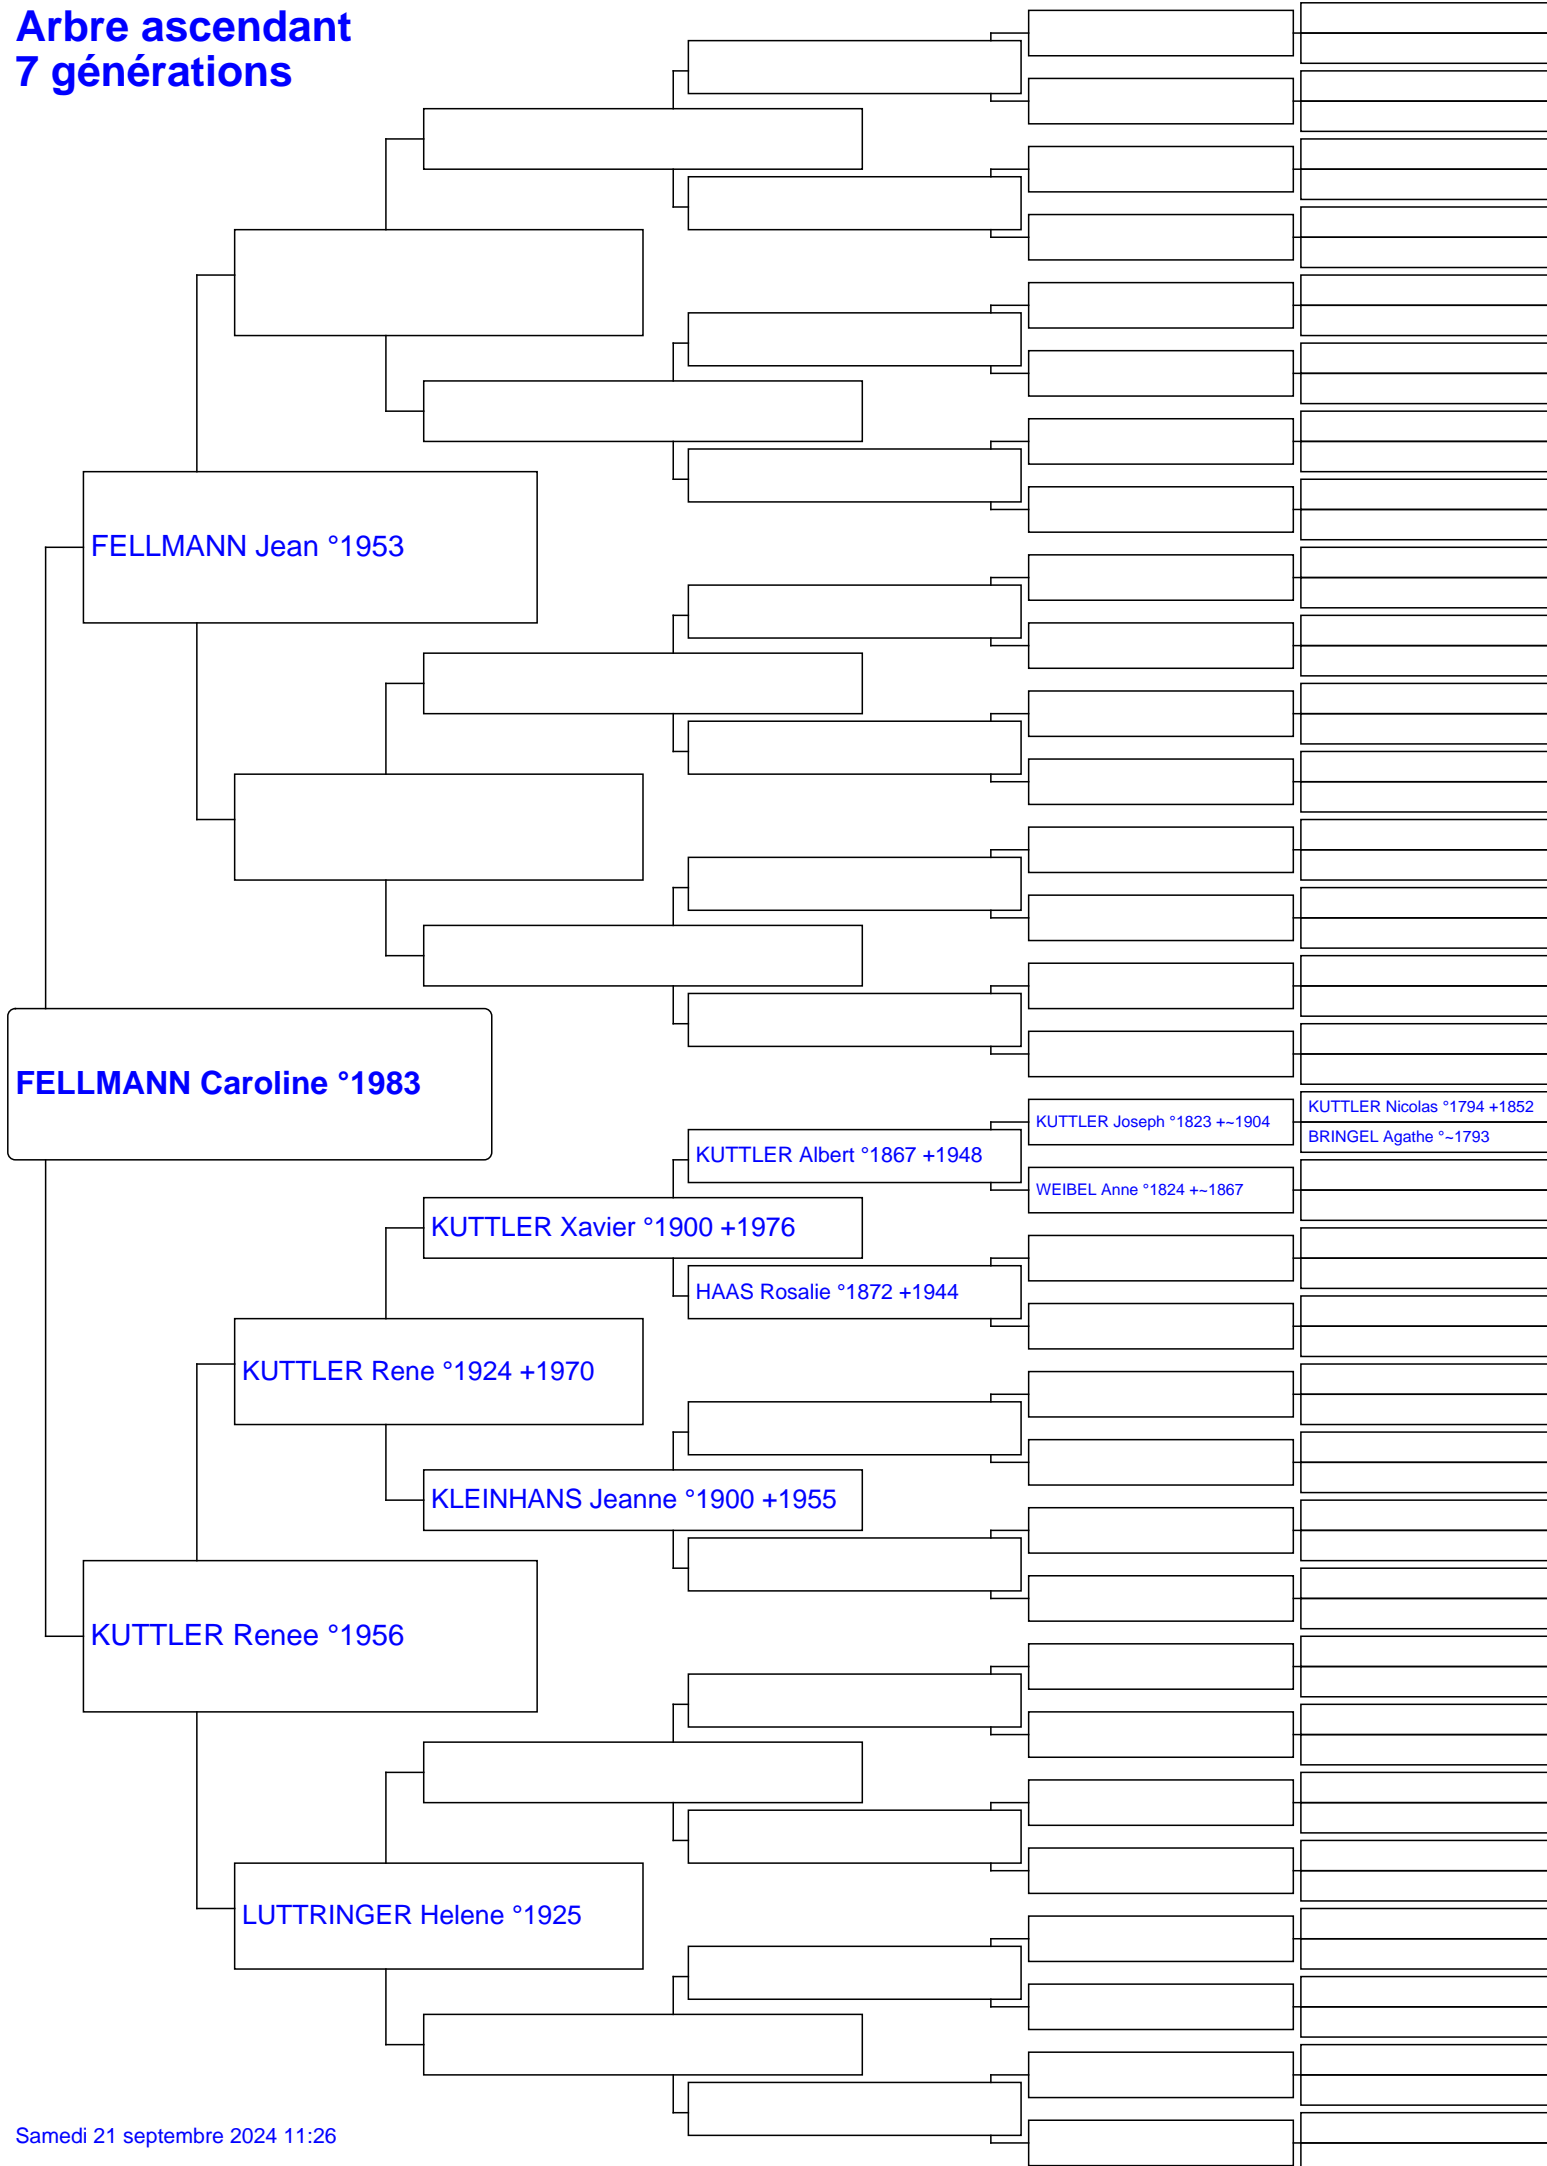 Arbre ascendant
7 générations
FELLMANN Jean °1953
FELLMANN Caroline °1983
KUTTLER Joseph °1823 +~1904
KUTTLER Nicolas °1794 +1852
BRINGEL Agathe °~1793
KUTTLER Albert °1867 +1948
WEIBEL Anne °1824 +~1867
KUTTLER Xavier °1900 +1976
HAAS Rosalie °1872 +1944
KUTTLER Rene °1924 +1970
KLEINHANS Jeanne °1900 +1955
KUTTLER Renee °1956
LUTTRINGER Helene °1925
Samedi 21 septembre 2024 11:26